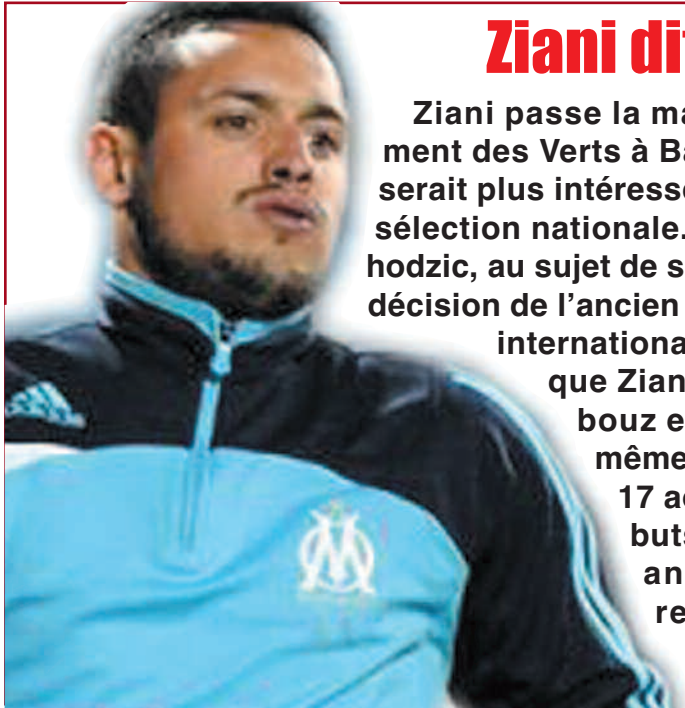 Ziani di
Ziani passe la ma
ment des Verts à Ba
serait plus intéressé
sélection nationale.
hodzic, au sujet de s
décision de l’ancien
internationa
que Zian
bouz e
même
17 a
buts
an
re